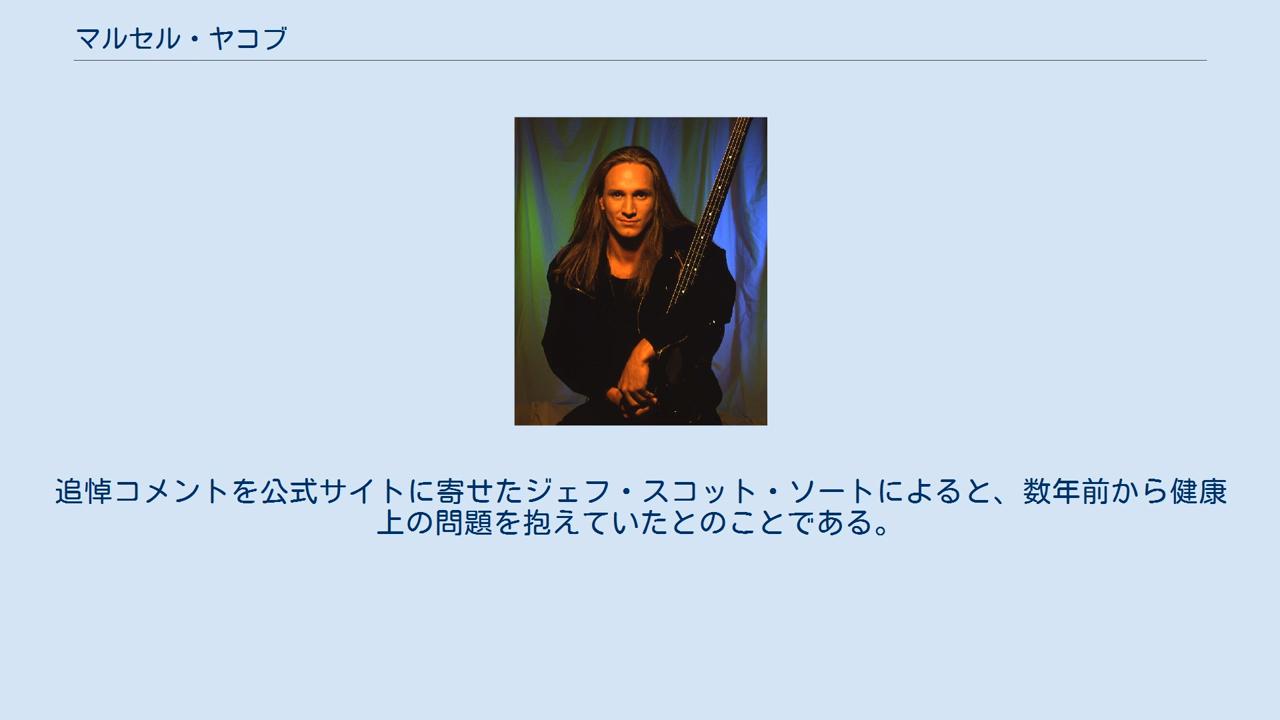 マルセル・ヤコブ
追悼コメントを公式サイトに寄せたジェフ・スコット・ソートによると、数年前から健康
上の問題を抱えていたとのことである。